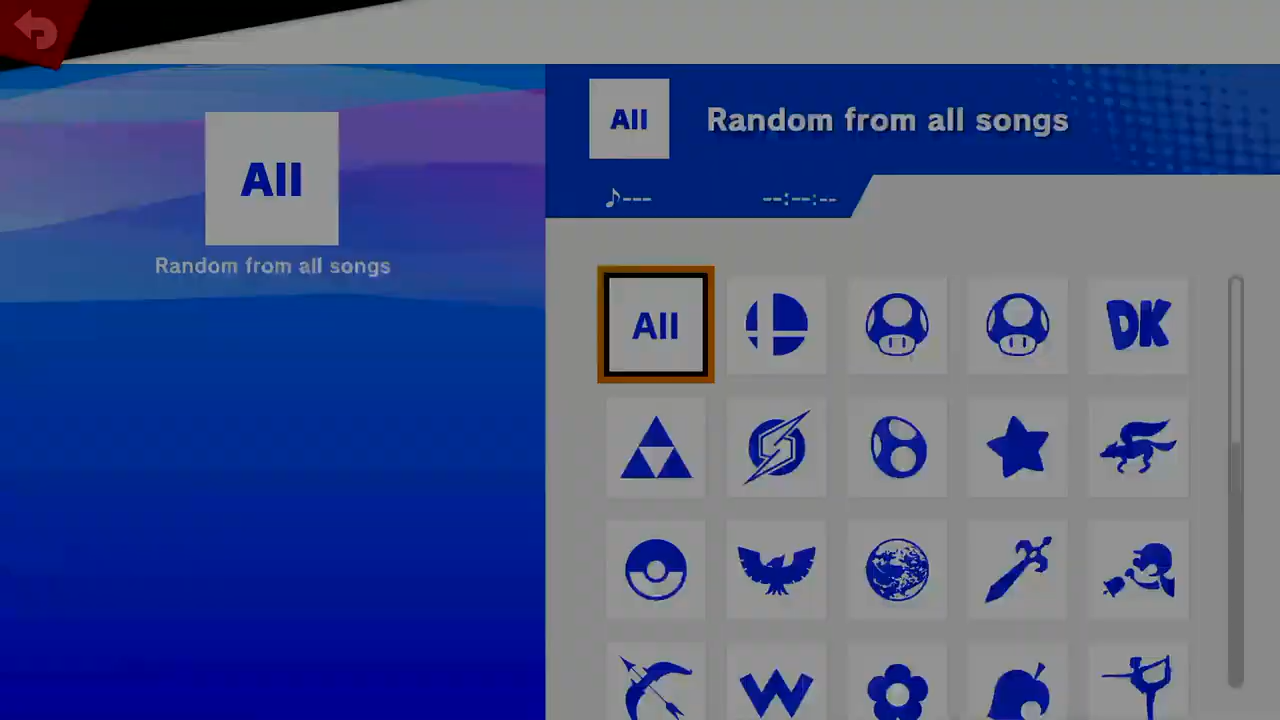 All
Random from all songs
All
Random from all songs
♪---
--:--:--
All
DK